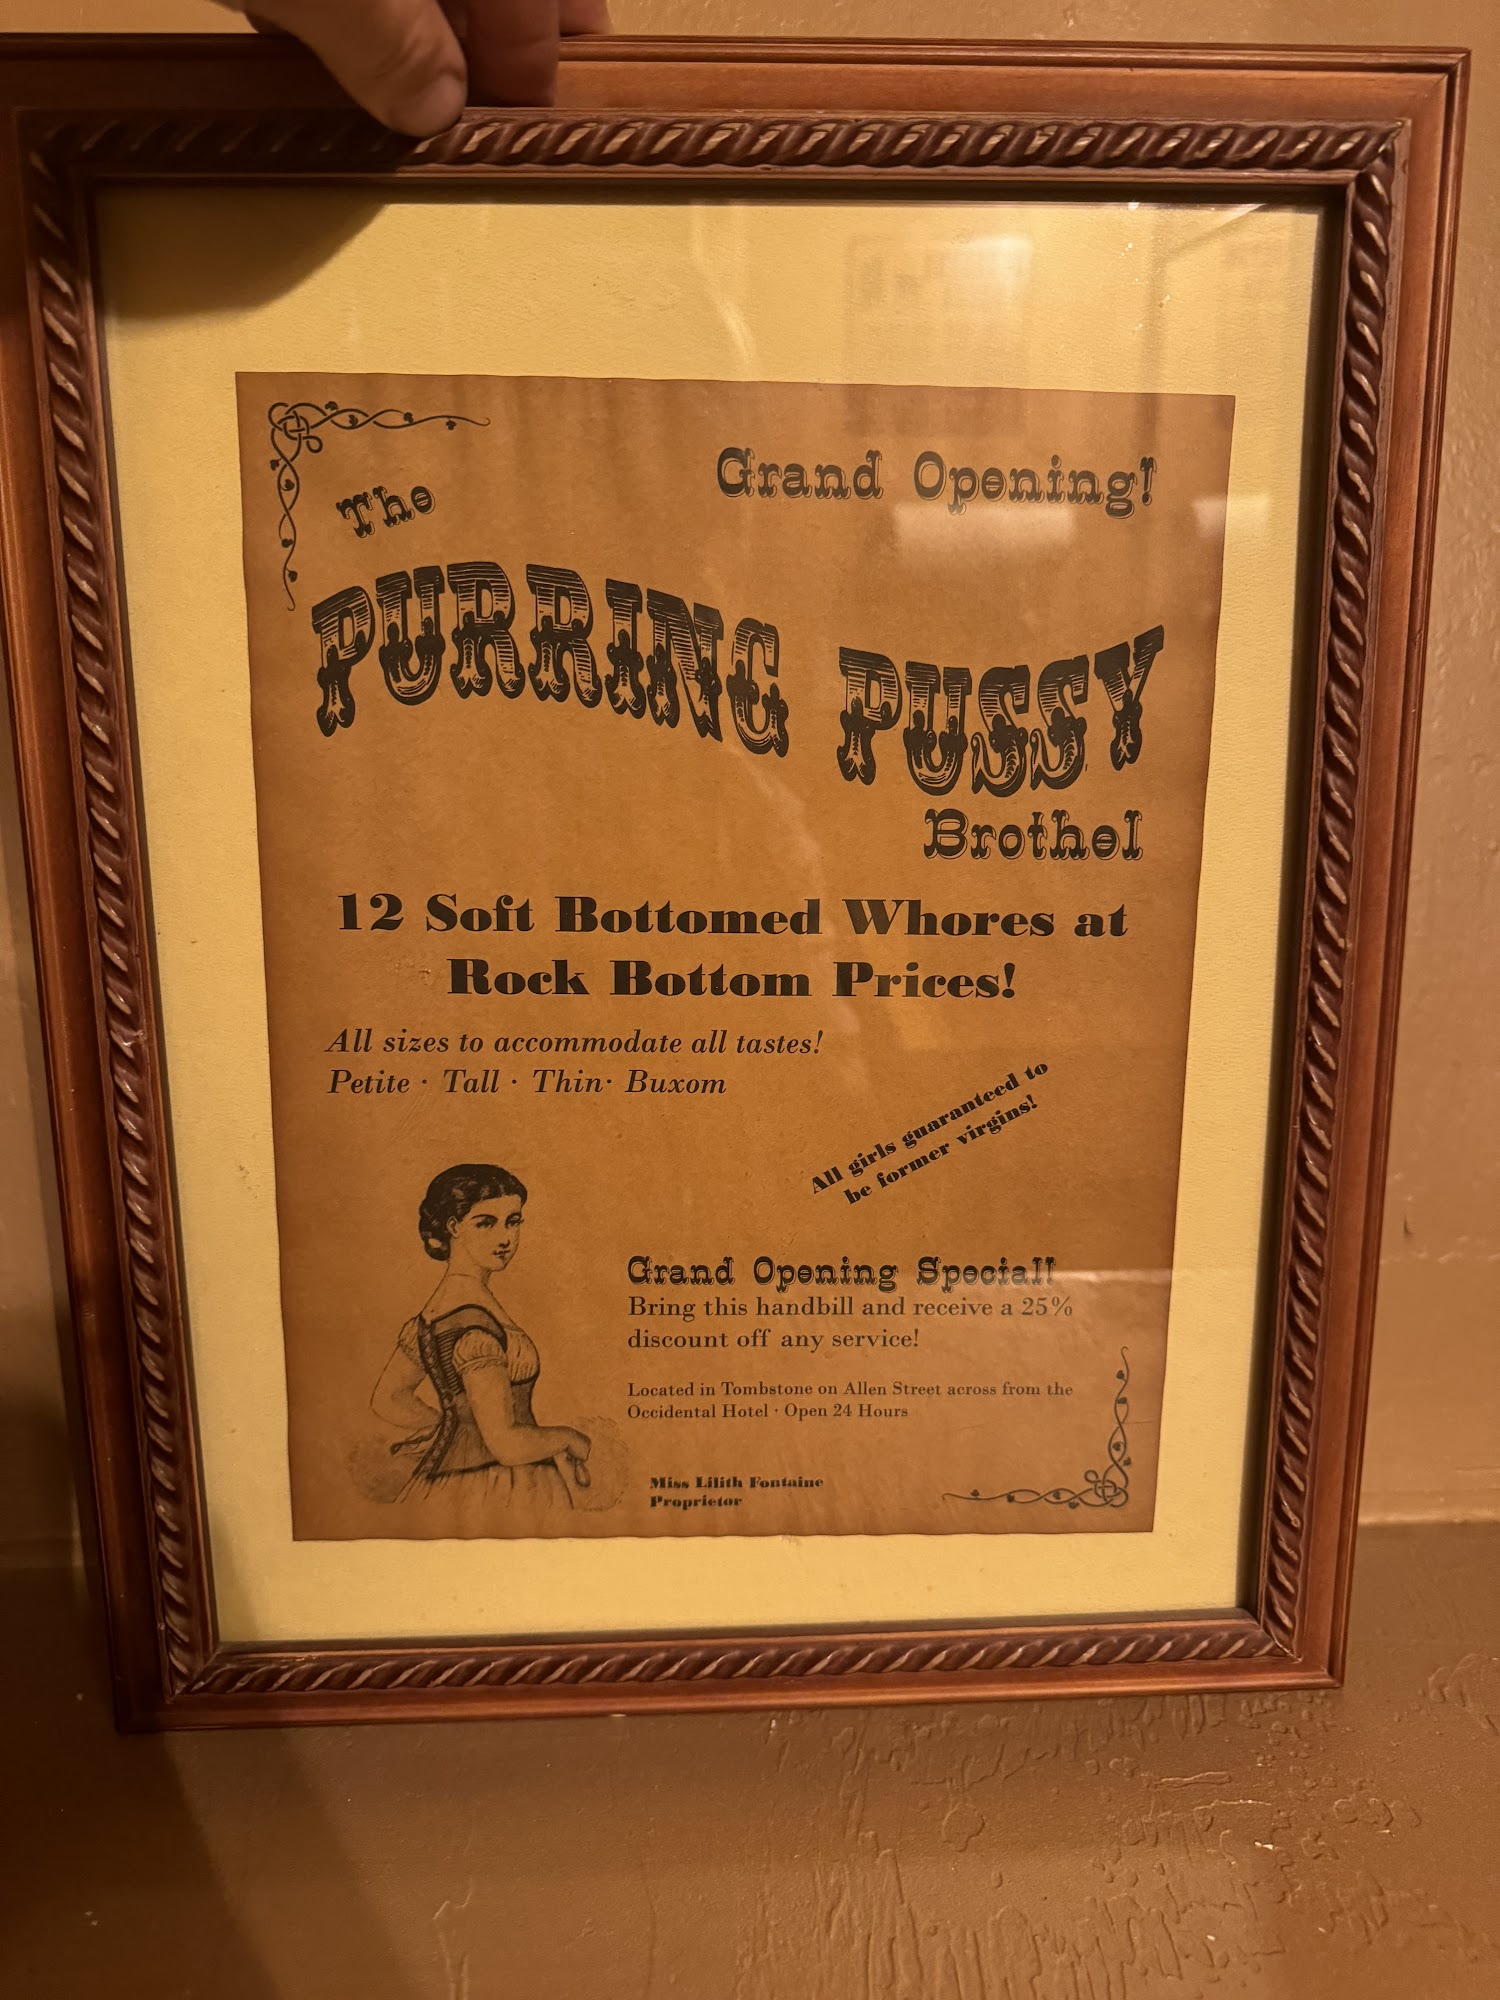 Grand Opening!
The
PURRING PUSSY
Brothel
12 Soft Bottomed Whores at
Rock Bottom Prices!
All sizes to accommodate all tastes!
Petite · Tall · Thin· Buxom
All girls guaranteed to
be former virgins!
Grand Opening Special!
Bring this handbill and receive a 25%
discount off any service!
Located in Tombstone on Allen Street across from the
Occidental Hotel · Open 24 Hours
Miss Lilith Fontaine
Proprietor